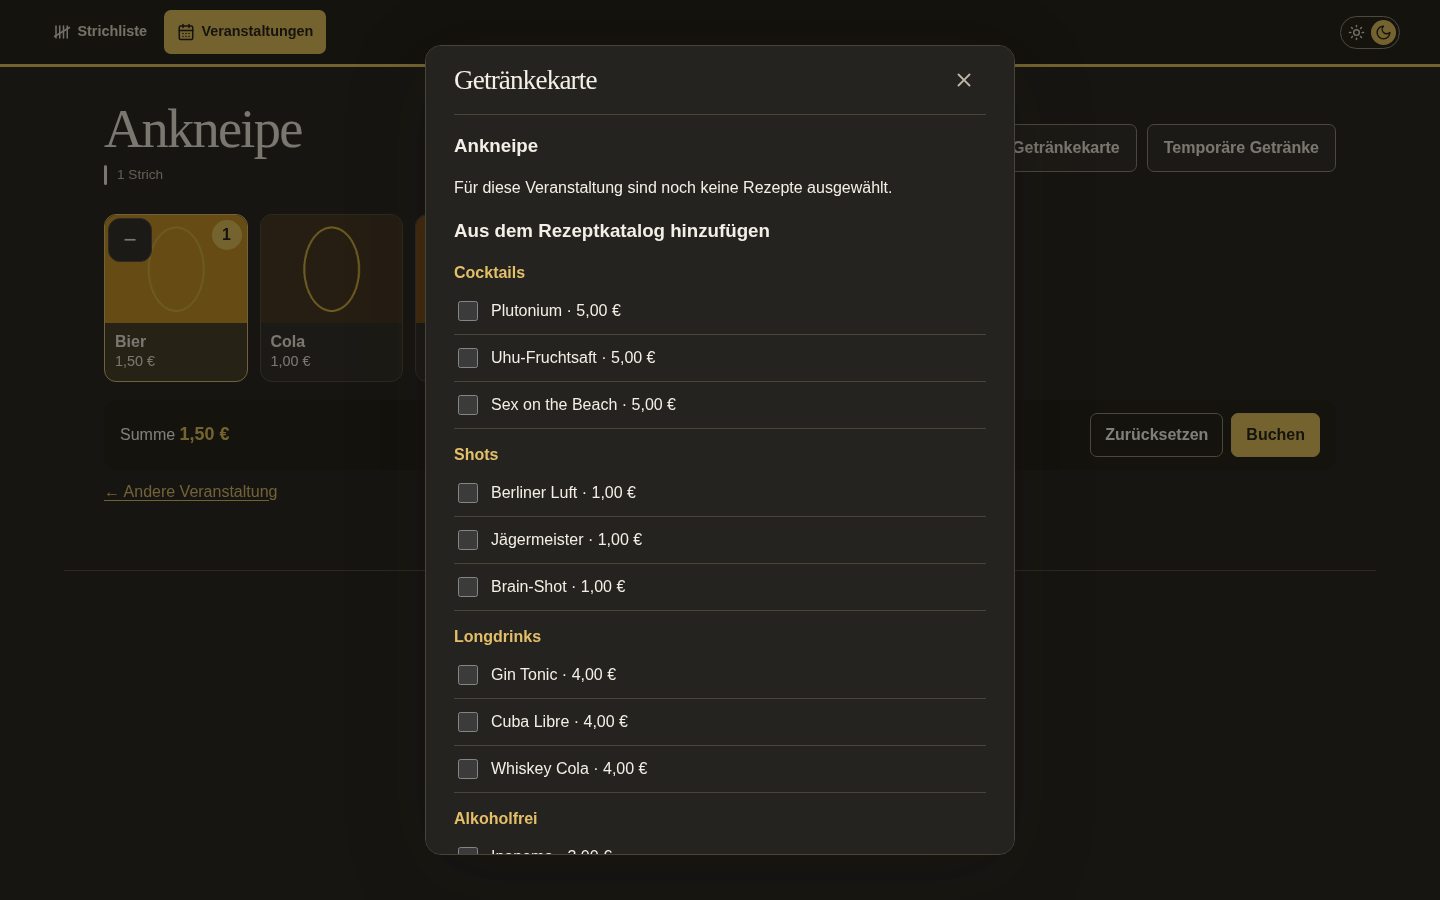 Strichliste
Veranstaltungen
Ankneipe
1 Strich
Getränkekarte
Temporäre Getränke
1
Bier
1,50 €
Cola
1,00 €
Summe 1,50 €
Zurücksetzen
Buchen
← Andere Veranstaltung
Getränkekarte
Ankneipe
Für diese Veranstaltung sind noch keine Rezepte ausgewählt.
Aus dem Rezeptkatalog hinzufügen
Cocktails
Plutonium · 5,00 €
Uhu-Fruchtsaft · 5,00 €
Sex on the Beach · 5,00 €
Shots
Berliner Luft · 1,00 €
Jägermeister · 1,00 €
Brain-Shot · 1,00 €
Longdrinks
Gin Tonic · 4,00 €
Cuba Libre · 4,00 €
Whiskey Cola · 4,00 €
Alkoholfrei